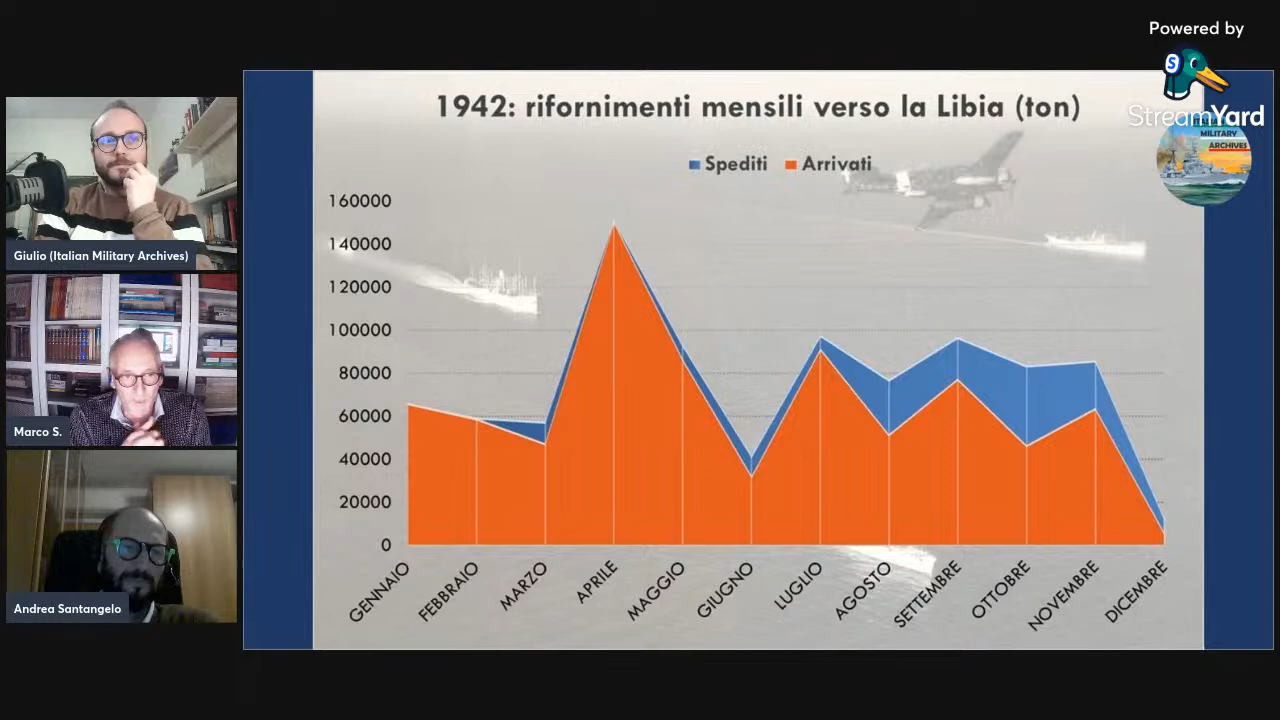 Powered by
StreamYard
MILITARY
ARCHIVES
Giulio (Italian Military Archives)
Marco S.
Andrea Santangelo
1942: rifornimenti mensili verso la Libia (ton)
Spediti Arrivati
160000
140000
120000
100000
80000
60000
40000
20000
0
GENNAIO
FEBBRAIO
MARZO
APRILE
MAGGIO
GIUGNO
LUGLIO
AGOSTO
SETTEMBRE
OTTOBRE
NOVEMBRE
DICEMBRE